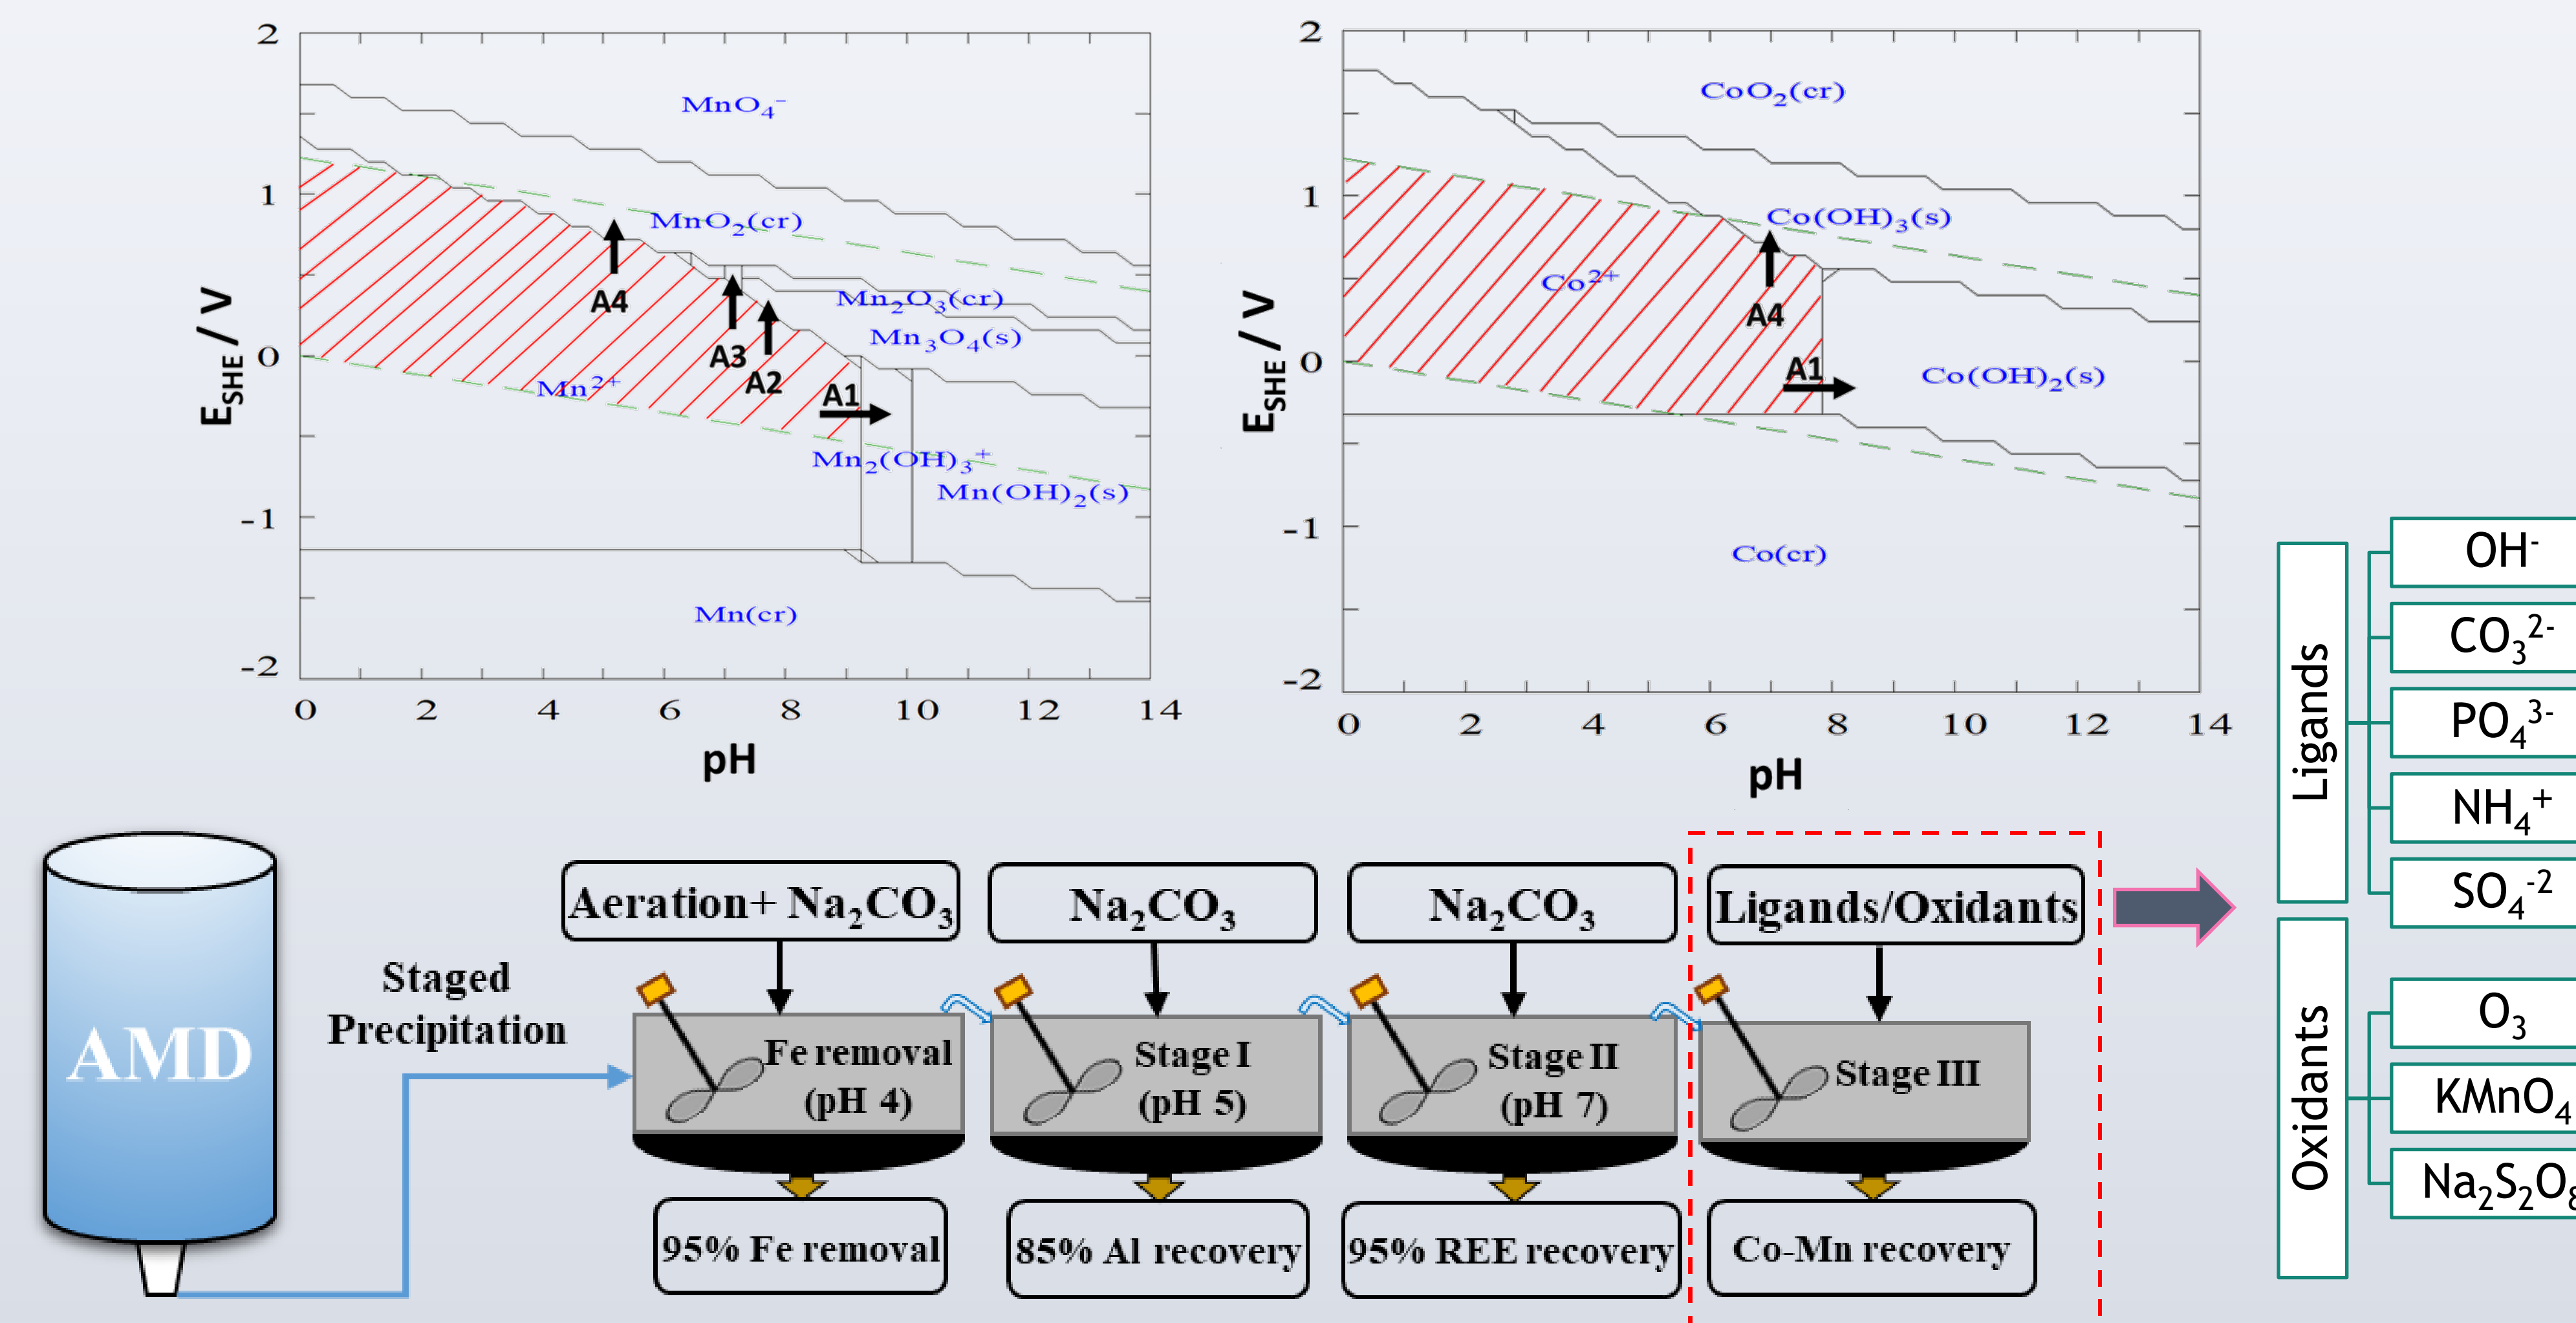 2
1
0
-1
-2
E_SHE / V
MnO₄⁻
MnO₂(cr)
Mn₂O₃(cr)
Mn₃O₄(s)
Mn²⁺
Mn₂(OH)₃⁺
Mn(OH)₂(s)
Mn(cr)
A4
A3
A2
A1
0 2 4 6 8 10 12 14
pH
2
1
0
-1
-2
E_SHE / V
CoO₂(cr)
Co(OH)₃(s)
Co²⁺
Co(OH)₂(s)
Co(cr)
A4
A1
0 2 4 6 8 10 12 14
pH
AMD
Staged
Precipitation
Aeration+ Na₂CO₃
Na₂CO₃
Na₂CO₃
Ligands/Oxidants
Fe removal
(pH 4)
Stage I
(pH 5)
Stage II
(pH 7)
Stage III
95% Fe removal
85% Al recovery
95% REE recovery
Co-Mn recovery
Ligands
OH⁻
CO₃²⁻
PO₄³⁻
NH₄⁺
SO₄⁻²
Oxidants
O₃
KMnO₄
Na₂S₂O₈